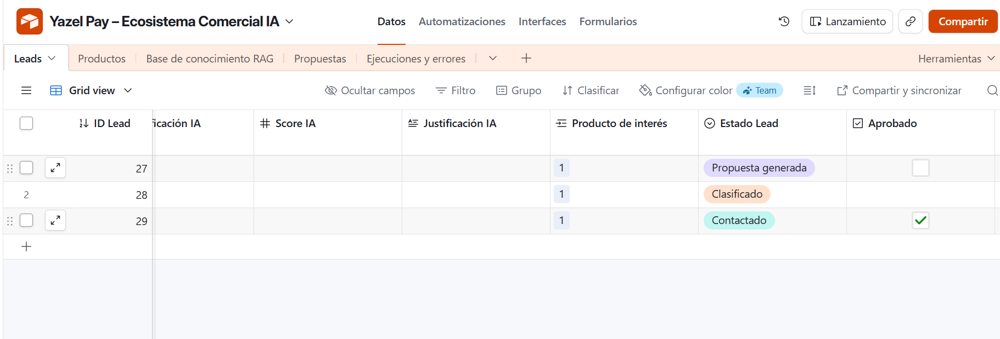 Yazel Pay – Ecosistema Comercial IA
Datos Automatizaciones Interfaces Formularios
Lanzamiento
Compartir
Leads Productos Base de conocimiento RAG Propuestas Ejecuciones y errores
Herramientas
Grid view
Ocultar campos Filtro Grupo Clasificar Configurar color Team Compartir y sincronizar
ID Lead ficación IA Score IA Justificación IA Producto de interés Estado Lead Aprobado
27 1 Propuesta generada
2 28 1 Clasificado
29 1 Contactado